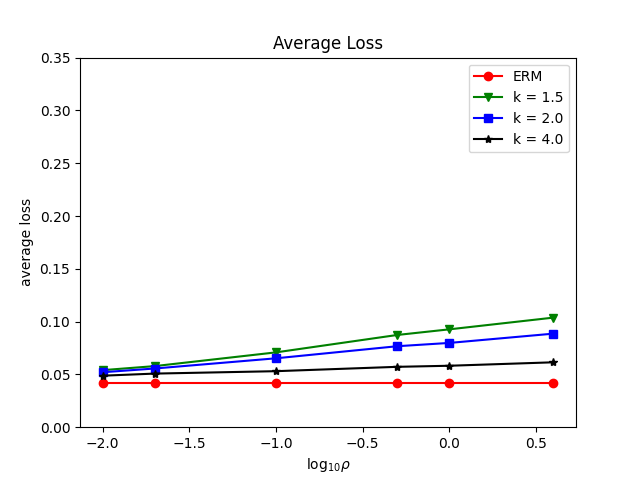 Average Loss
0.35
0.30
0.25
0.20
0.15
0.10
0.05
0.00
average loss
ERM
k = 1.5
k = 2.0
k = 4.0
−2.0 −1.5 −1.0 −0.5 0.0 0.5
log₁₀ρ